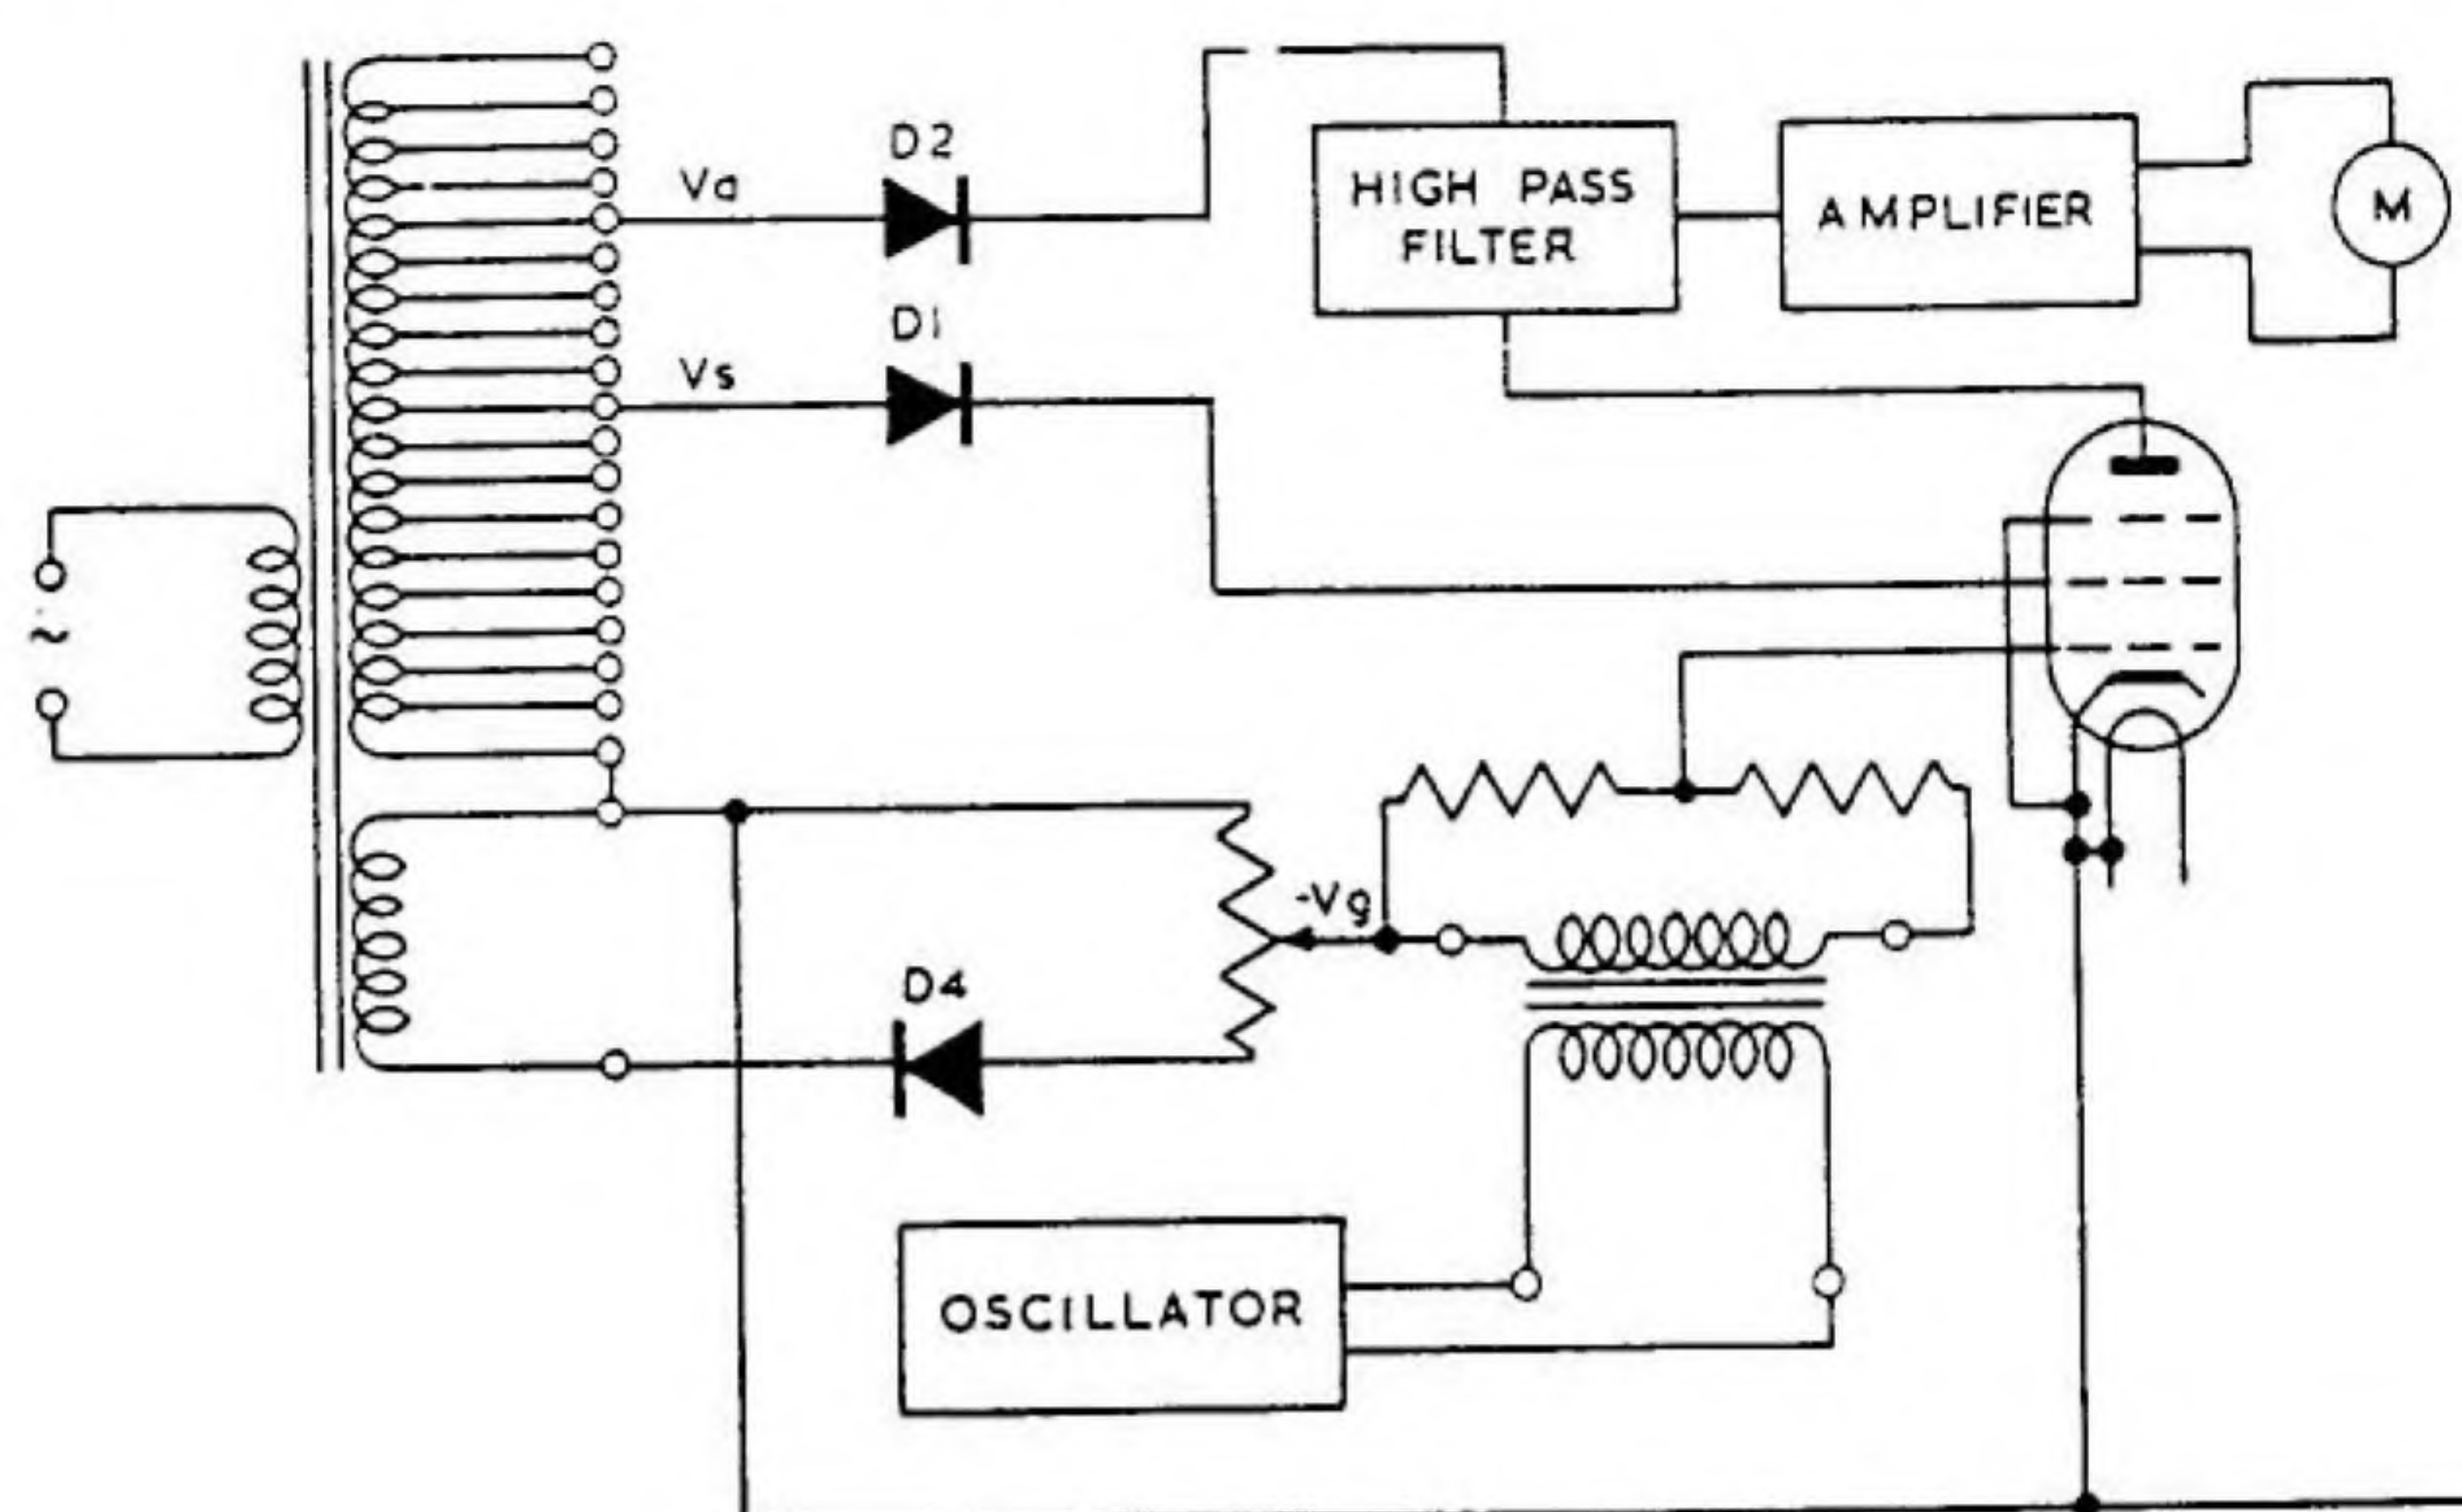 D2
Va
HIGH PASS
FILTER
AMPLIFIER
M
D1
Vs
~
-Vg
D4
OSCILLATOR